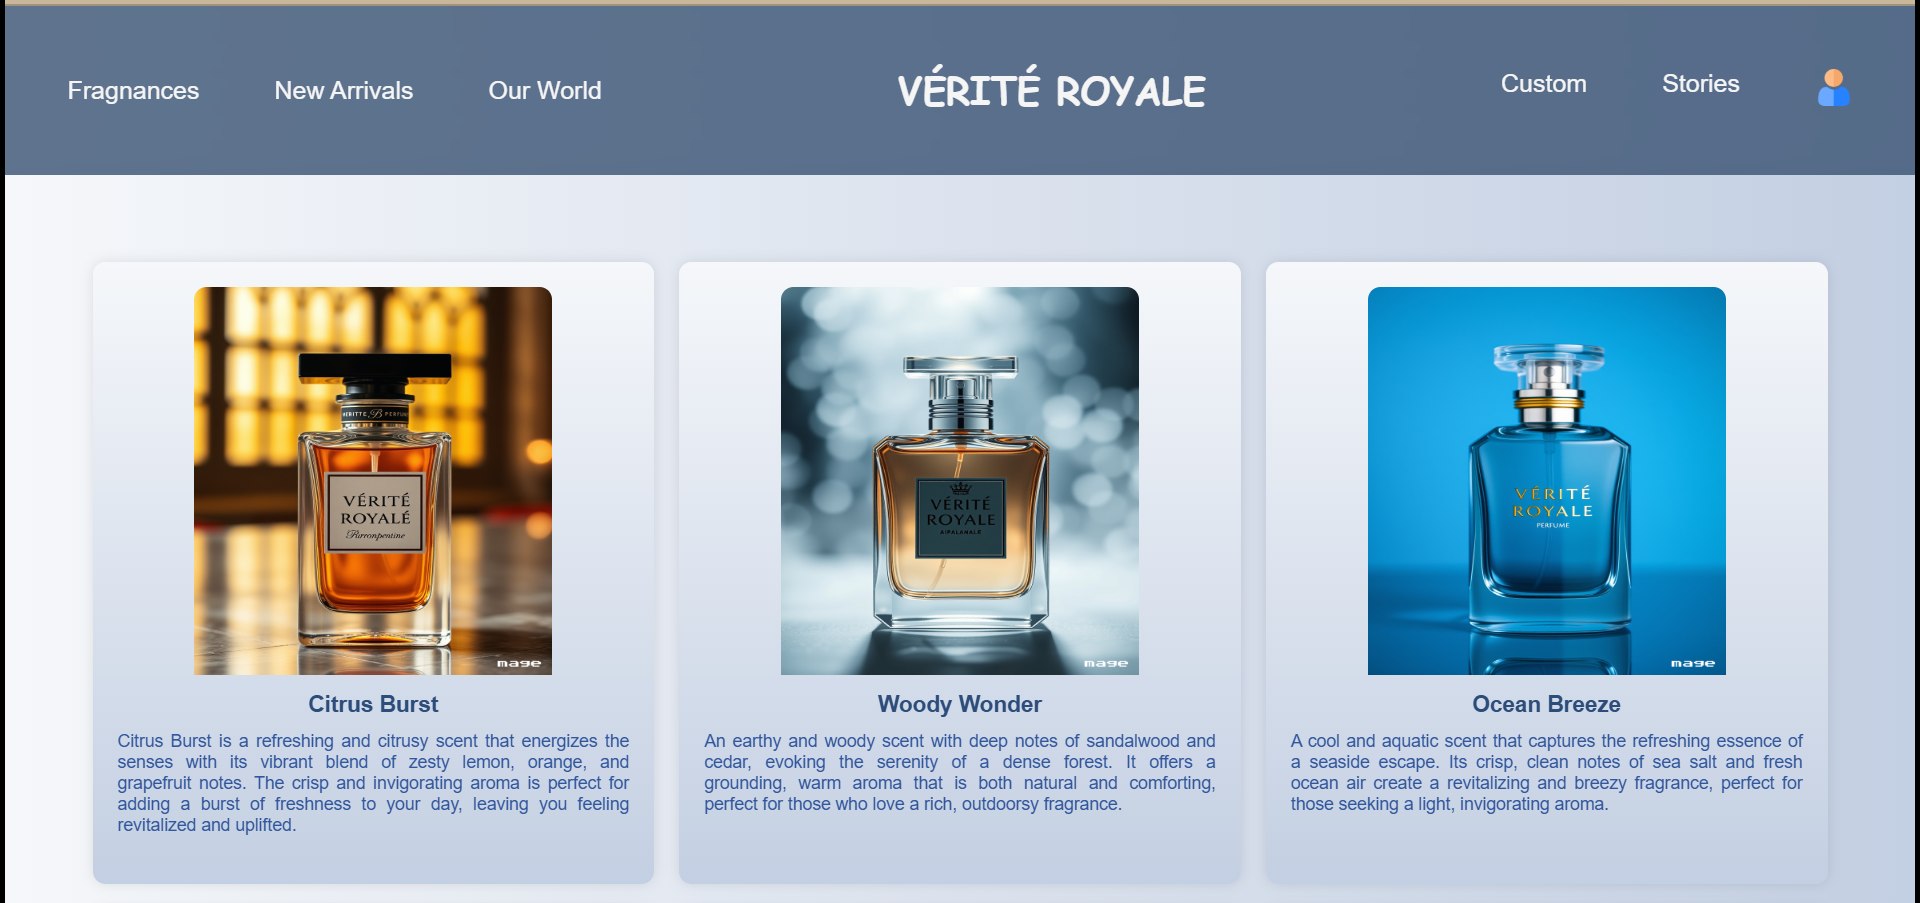 Fragnances New Arrivals Our World VÉRITÉ ROYALE Custom Stories
VÉRITÉ
ROYALÉ
mage
VÉRITÉ
ROYALE
mage
VÉRITÉ
ROYALE
PERFUME
mage
Citrus Burst
Citrus Burst is a refreshing and citrusy scent that energizes the
senses with its vibrant blend of zesty lemon, orange, and
grapefruit notes. The crisp and invigorating aroma is perfect for
adding a burst of freshness to your day, leaving you feeling
revitalized and uplifted.
Woody Wonder
An earthy and woody scent with deep notes of sandalwood and
cedar, evoking the serenity of a dense forest. It offers a
grounding, warm aroma that is both natural and comforting,
perfect for those who love a rich, outdoorsy fragrance.
Ocean Breeze
A cool and aquatic scent that captures the refreshing essence of
a seaside escape. Its crisp, clean notes of sea salt and fresh
ocean air create a revitalizing and breezy fragrance, perfect for
those seeking a light, invigorating aroma.